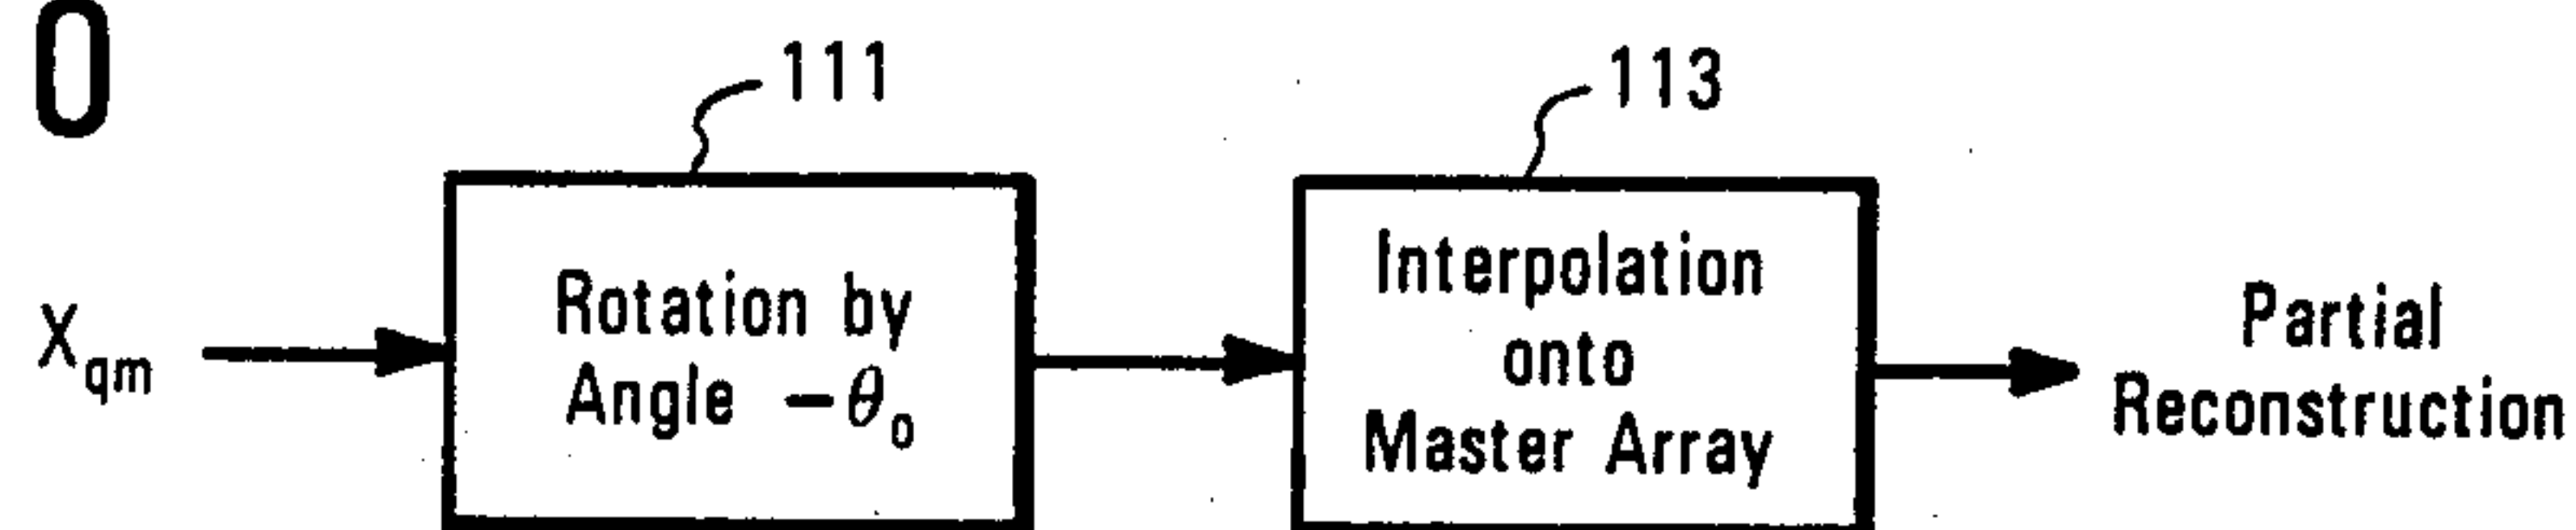 0
111
113
X_qm
Rotation by
Angle −θ_o
Interpolation
onto
Master Array
Partial
Reconstruction